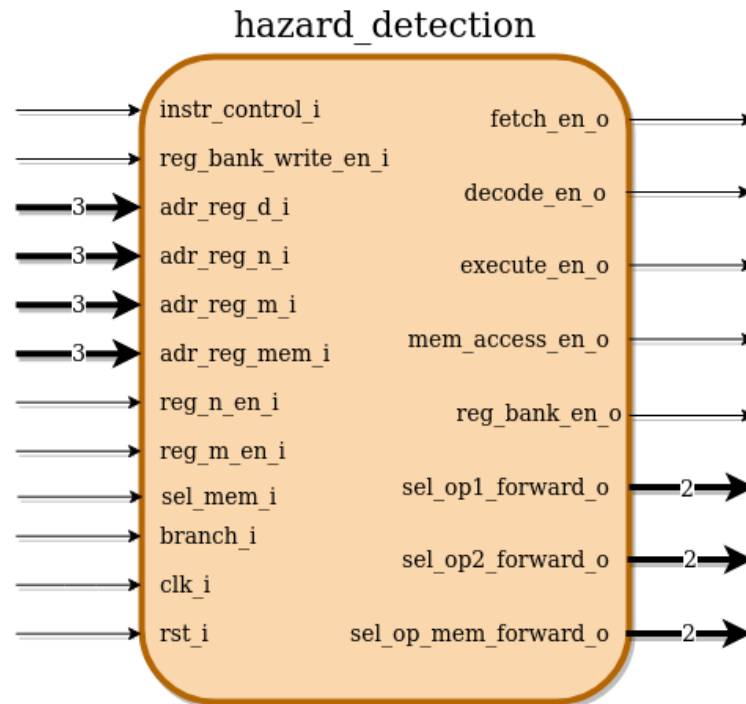 hazard_detection
instr_control_i
reg_bank_write_en_i
3 adr_reg_d_i
3 adr_reg_n_i
3 adr_reg_m_i
3 adr_reg_mem_i
reg_n_en_i
reg_m_en_i
sel_mem_i
branch_i
clk_i
rst_i
fetch_en_o
decode_en_o
execute_en_o
mem_access_en_o
reg_bank_en_o
sel_op1_forward_o 2
sel_op2_forward_o 2
sel_op_mem_forward_o 2